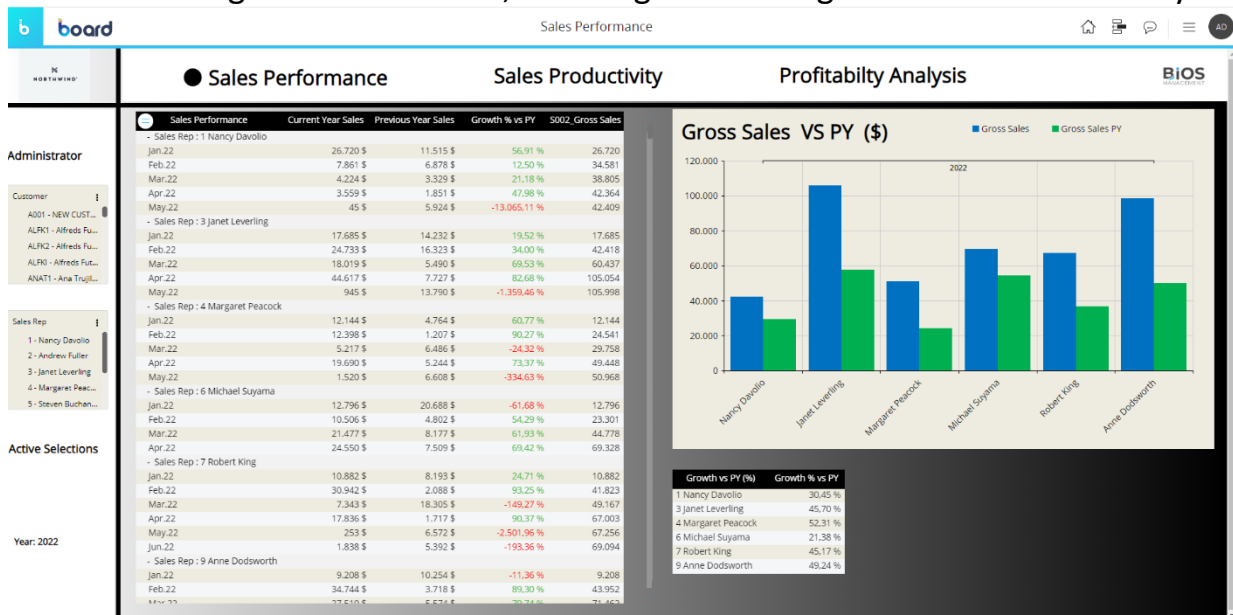 board
Sales Performance
AD
NORTHWIND
Sales Performance Sales Productivity Profitabilty Analysis
BiOS
MANAGEMENT
Administrator
Customer
A001 - NEW CUST...
ALFK1 - Alfreds Fu...
ALFK2 - Alfreds Fu...
ALFKI - Alfreds Fut...
ANAT1 - Ana Trujil...
Sales Rep
1 - Nancy Davolio
2 - Andrew Fuller
3 - Janet Leverling
4 - Margaret Peac...
5 - Steven Buchan...
Active Selections
Year: 2022
Sales Performance Current Year Sales Previous Year Sales Growth % vs PY S002_Gross Sales
- Sales Rep : 1 Nancy Davolio
Jan.22 26.720 $ 11.515 $ 56,91 % 26.720
Feb.22 7.861 $ 6.878 $ 12,50 % 34.581
Mar.22 4.224 $ 3.329 $ 21,18 % 38.805
Apr.22 3.559 $ 1.851 $ 47,98 % 42.364
May.22 45 $ 5.924 $ -13.065,11 % 42.409
- Sales Rep : 3 Janet Leverling
Jan.22 17.685 $ 14.232 $ 19,52 % 17.685
Feb.22 24.733 $ 16.323 $ 34,00 % 42.418
Mar.22 18.019 $ 5.490 $ 69,53 % 60.437
Apr.22 44.617 $ 7.727 $ 82,68 % 105.054
May.22 945 $ 13.790 $ -1.359,46 % 105.998
- Sales Rep : 4 Margaret Peacock
Jan.22 12.144 $ 4.764 $ 60,77 % 12.144
Feb.22 12.398 $ 1.207 $ 90,27 % 24.541
Mar.22 5.217 $ 6.486 $ -24,32 % 29.758
Apr.22 19.690 $ 5.244 $ 73,37 % 49.448
May.22 1.520 $ 6.608 $ -334,63 % 50.968
- Sales Rep : 6 Michael Suyama
Jan.22 12.796 $ 20.688 $ -61,68 % 12.796
Feb.22 10.506 $ 4.802 $ 54,29 % 23.301
Mar.22 21.477 $ 8.177 $ 61,93 % 44.778
Apr.22 24.550 $ 7.509 $ 69,42 % 69.328
- Sales Rep : 7 Robert King
Jan.22 10.882 $ 8.193 $ 24,71 % 10.882
Feb.22 30.942 $ 2.088 $ 93,25 % 41.823
Mar.22 7.343 $ 18.305 $ -149,27 % 49.167
Apr.22 17.836 $ 1.717 $ 90,37 % 67.003
May.22 253 $ 6.572 $ -2.501,96 % 67.256
Jun.22 1.838 $ 5.392 $ -193,36 % 69.094
- Sales Rep : 9 Anne Dodsworth
Jan.22 9.208 $ 10.254 $ -11,36 % 9.208
Feb.22 34.744 $ 3.718 $ 89,30 % 43.952
Gross Sales VS PY ($)
Gross Sales Gross Sales PY
2022
120.000
100.000
80.000
60.000
40.000
20.000
0
Nancy Davolio
Janet Leverling
Margaret Peacock
Michael Suyama
Robert King
Anne Dodsworth
Growth vs PY (%) Growth % vs PY
1 Nancy Davolio 30,45 %
3 Janet Leverling 45,70 %
4 Margaret Peacock 52,31 %
6 Michael Suyama 21,38 %
7 Robert King 45,17 %
9 Anne Dodsworth 49,24 %